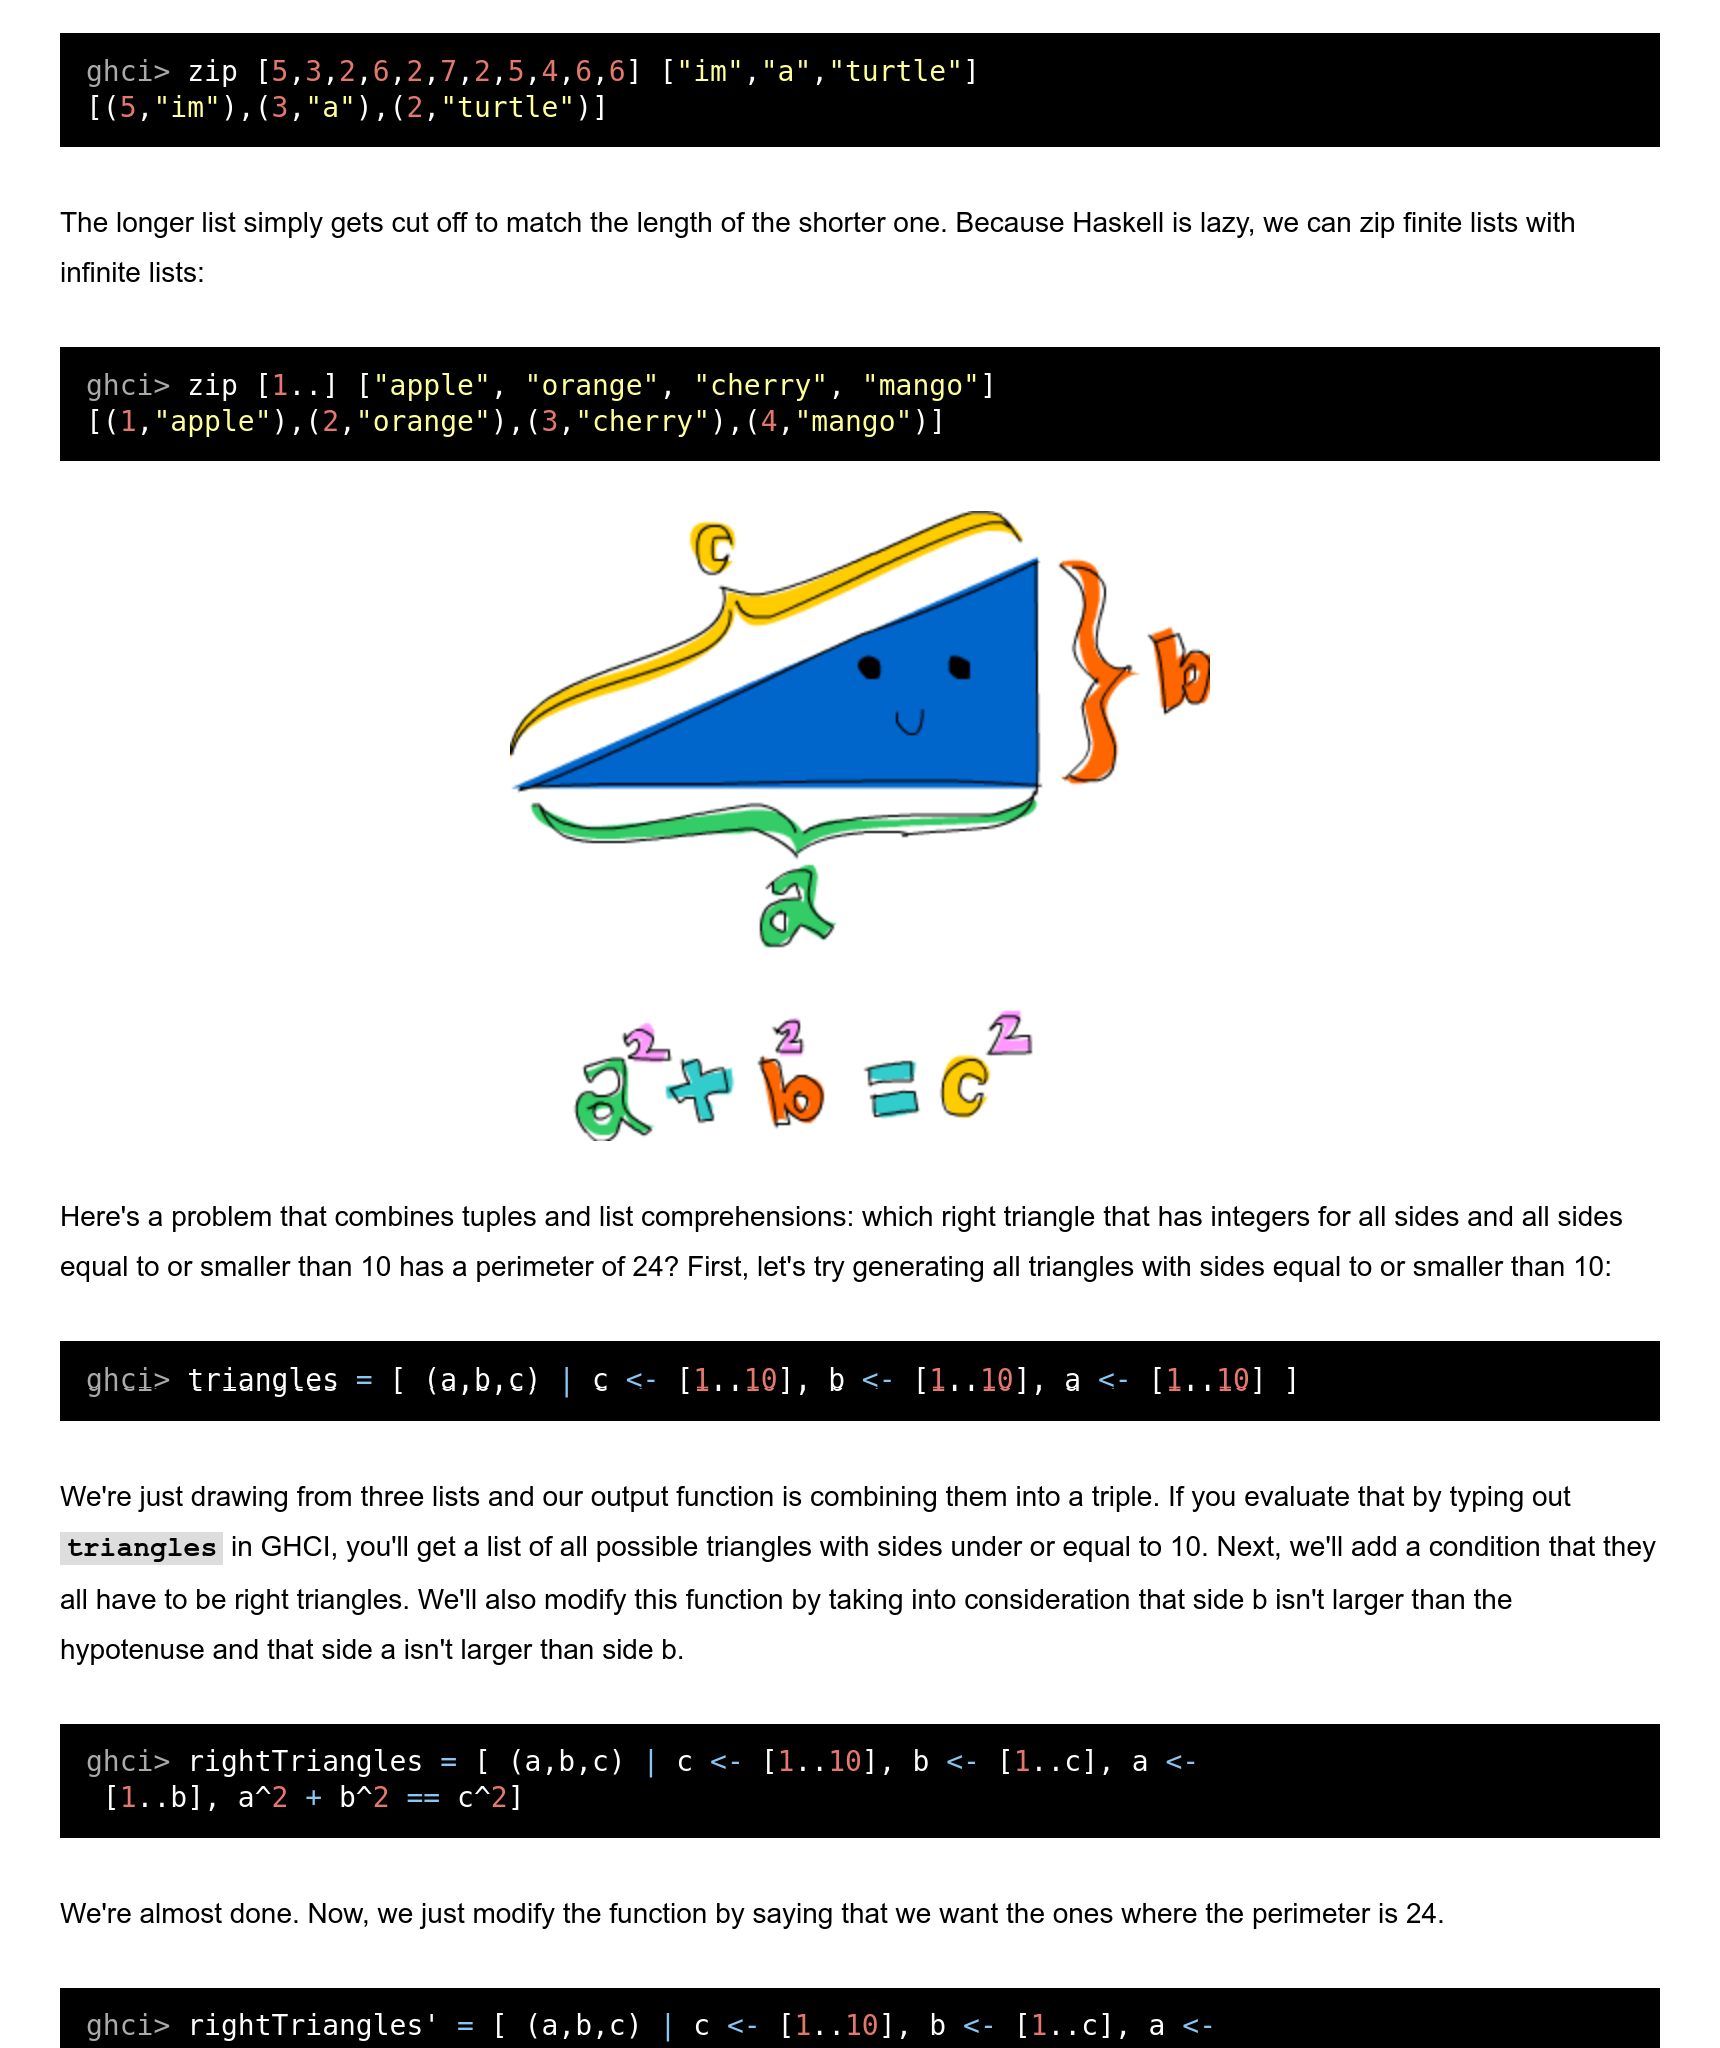 ghci> zip [5,3,2,6,2,7,2,5,4,6,6] ["im","a","turtle"]
[(5,"im"),(3,"a"),(2,"turtle")]
The longer list simply gets cut off to match the length of the shorter one. Because Haskell is lazy, we can zip finite lists with
infinite lists:
ghci> zip [1..] ["apple", "orange", "cherry", "mango"]
[(1,"apple"),(2,"orange"),(3,"cherry"),(4,"mango")]
c
b
a
a² + b² = c²
Here's a problem that combines tuples and list comprehensions: which right triangle that has integers for all sides and all sides
equal to or smaller than 10 has a perimeter of 24? First, let's try generating all triangles with sides equal to or smaller than 10:
ghci> triangles = [ (a,b,c) | c <- [1..10], b <- [1..10], a <- [1..10] ]
We're just drawing from three lists and our output function is combining them into a triple. If you evaluate that by typing out
triangles in GHCI, you'll get a list of all possible triangles with sides under or equal to 10. Next, we'll add a condition that they
all have to be right triangles. We'll also modify this function by taking into consideration that side b isn't larger than the
hypotenuse and that side a isn't larger than side b.
ghci> rightTriangles = [ (a,b,c) | c <- [1..10], b <- [1..c], a <-
[1..b], a^2 + b^2 == c^2]
We're almost done. Now, we just modify the function by saying that we want the ones where the perimeter is 24.
ghci> rightTriangles' = [ (a,b,c) | c <- [1..10], b <- [1..c], a <-